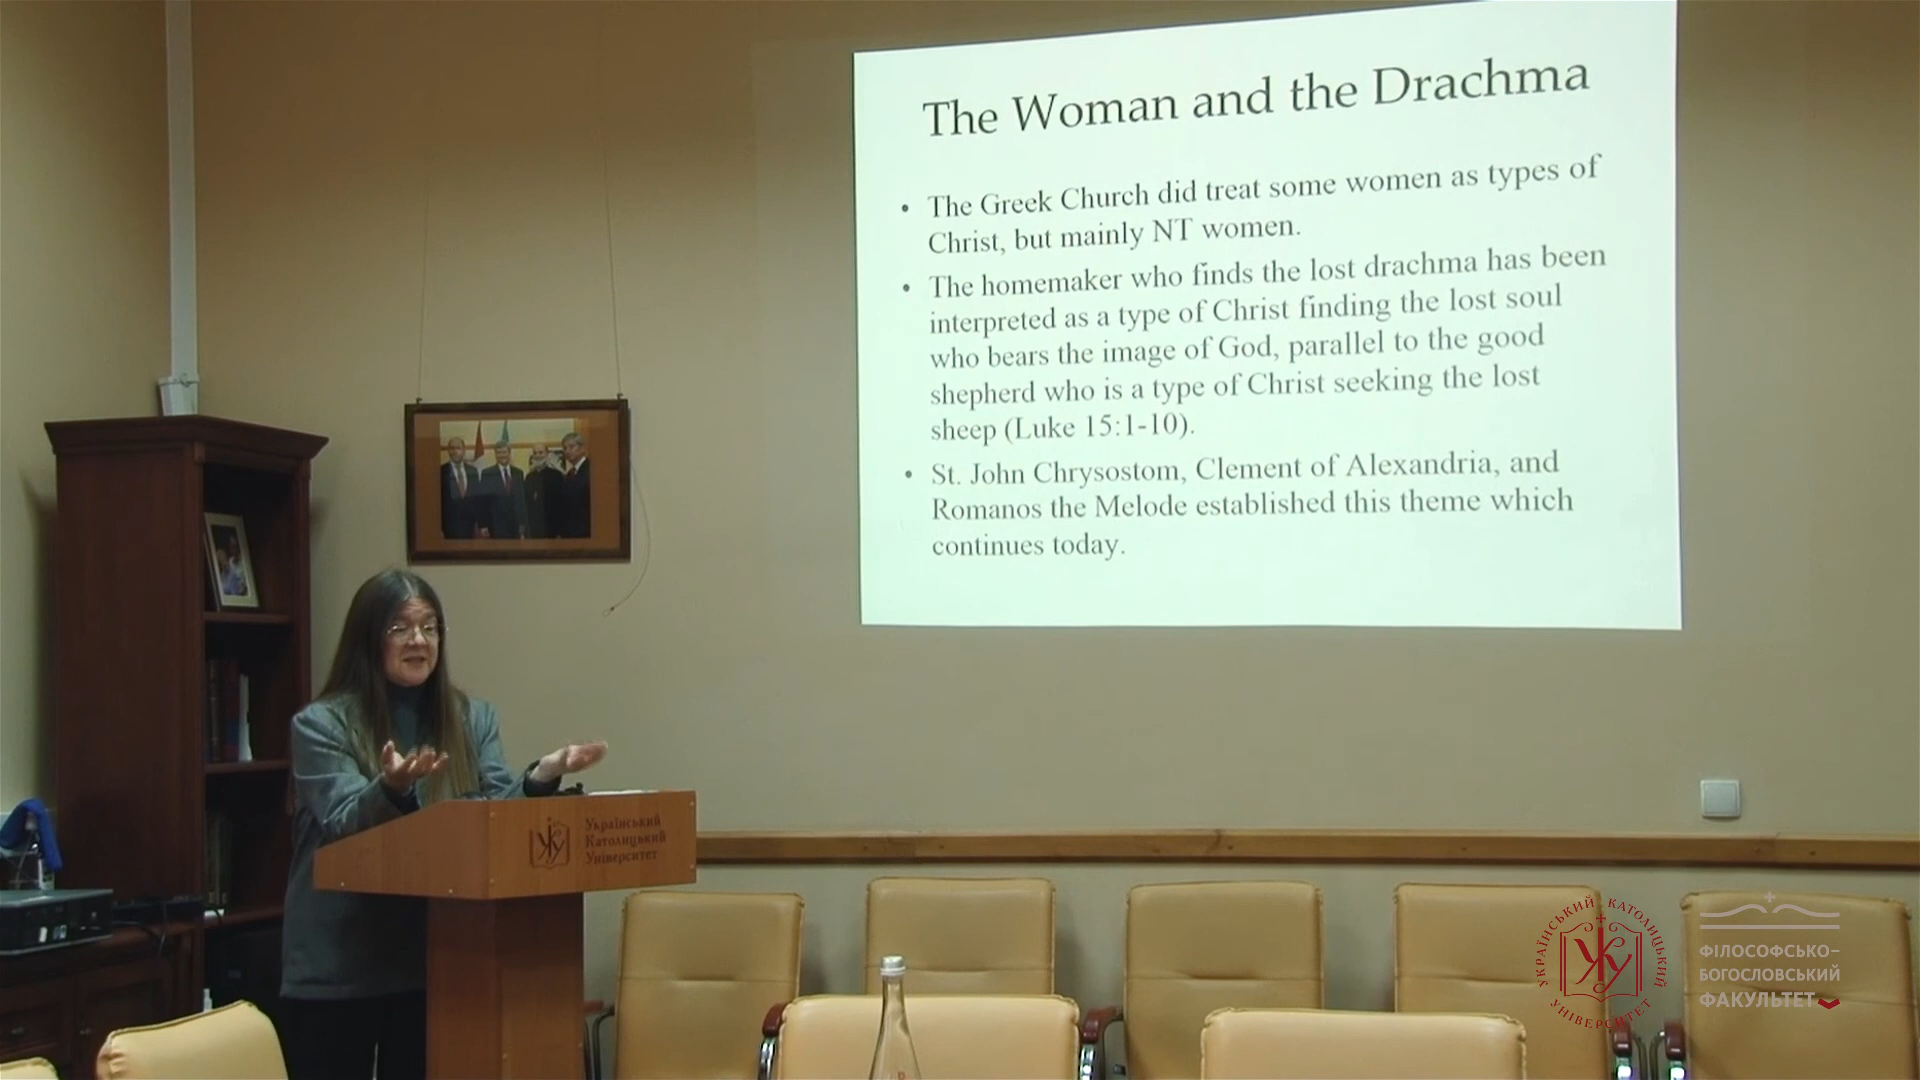 The Woman and the Drachma
• The Greek Church did treat some women as types of
Christ, but mainly NT women.
• The homemaker who finds the lost drachma has been
interpreted as a type of Christ finding the lost soul
who bears the image of God, parallel to the good
shepherd who is a type of Christ seeking the lost
sheep (Luke 15:1-10).
• St. John Chrysostom, Clement of Alexandria, and
Romanos the Melode established this theme which
continues today.
Український
Католицький
Університет
УКРАЇНСЬКИЙ КАТОЛИЦЬКИЙ УНІВЕРСИТЕТ
ФІЛОСОФСЬКО-
БОГОСЛОВСЬКИЙ
ФАКУЛЬТЕТ